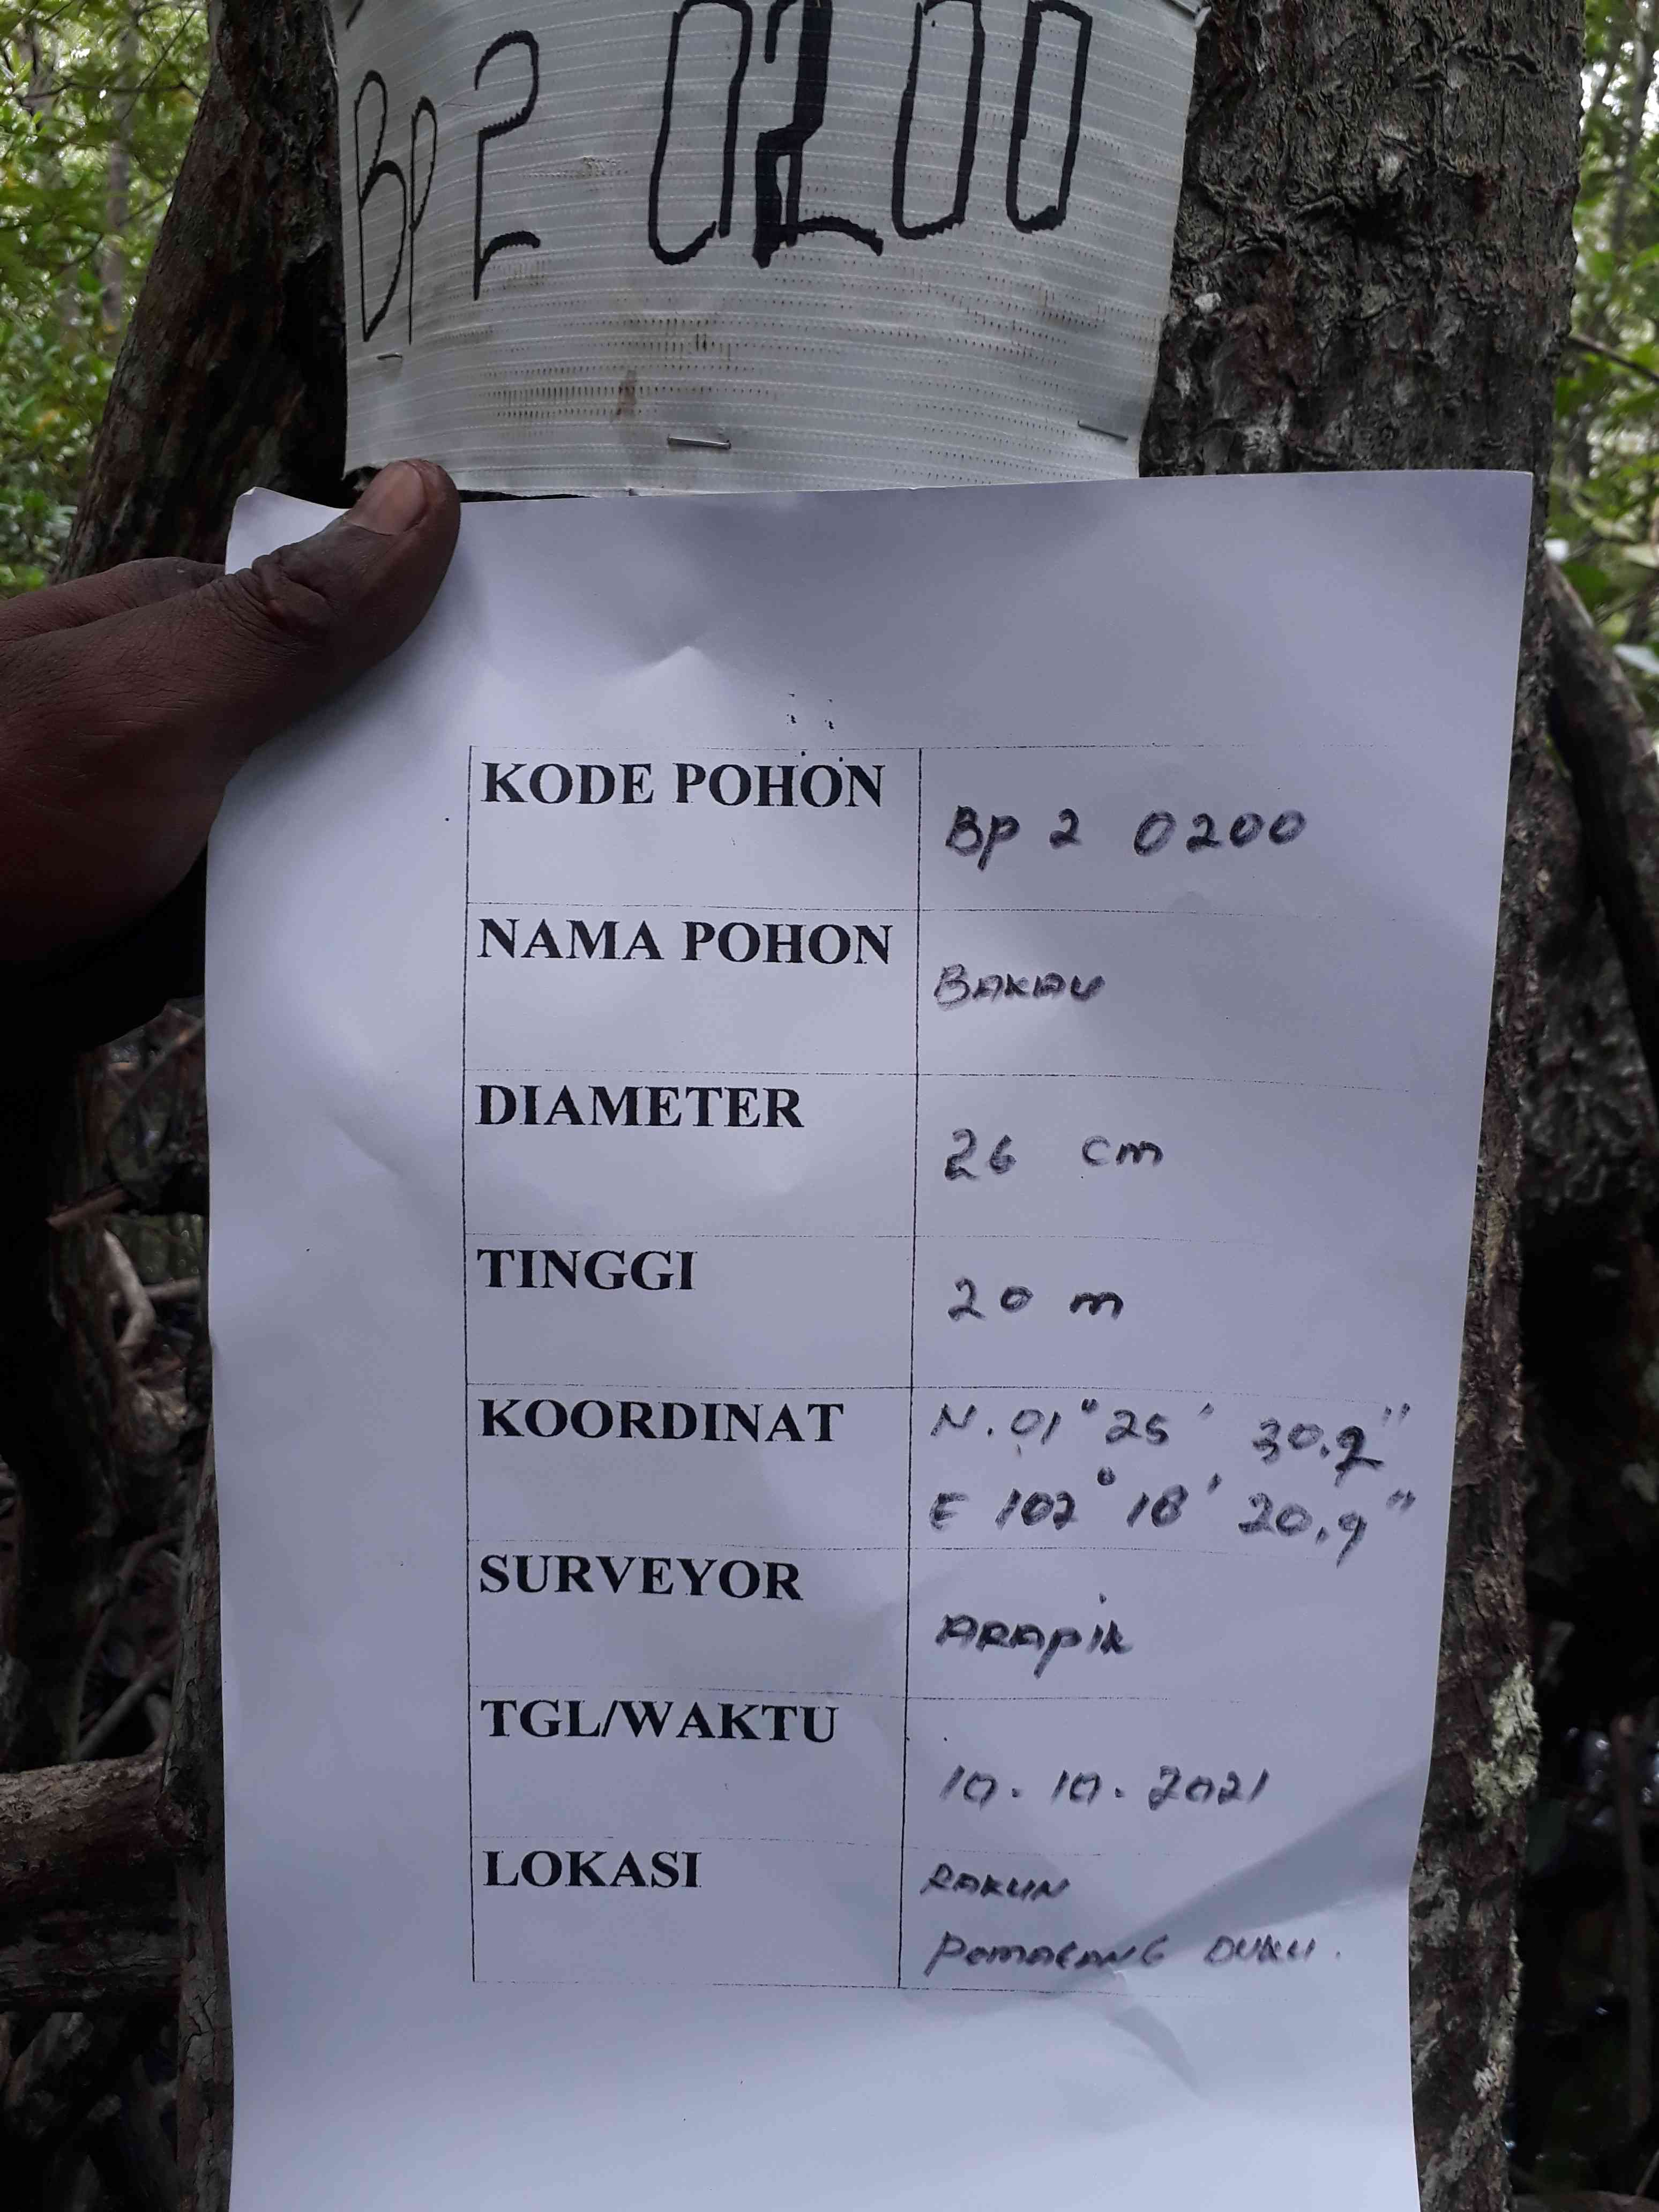 BP 2 0200
KODE POHON
BP 2 0200
NAMA POHON
BAKAU
DIAMETER
26 cm
TINGGI
20 m
KOORDINAT
N. 01° 25' 30.2"
E 102° 18' 20.9"
SURVEYOR
ARAPIK
TGL/WAKTU
10.10.2021
LOKASI
RAKUN
DUKU.